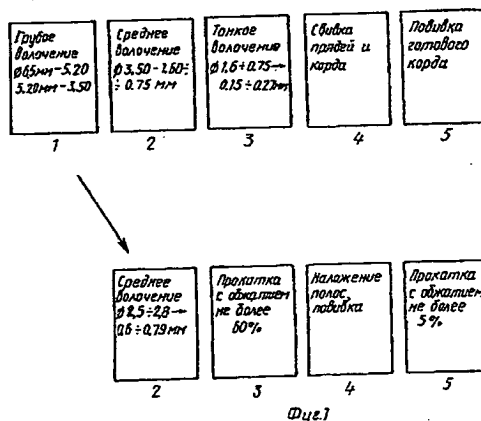 Грубое
волочение
ф6,5мм-5.20
5.20мм-3.50
1
Среднее
волочение
ф3.50-1.60÷
÷0.75 мм
2
Тонкое
волочение
ф1,6÷0.75→
0.15÷0.27мм
3
Свивка
прядей и
корда
4
Повивка
готового
корда
5
Среднее
волочение
ф2,5÷2,8→
0.6÷0.79мм
2
Прокатка
с обжатием
не более
60%
3
Наложение
полос,
повивка
4
Прокатка
с обжатием
не более
5%
5
Фиг.1